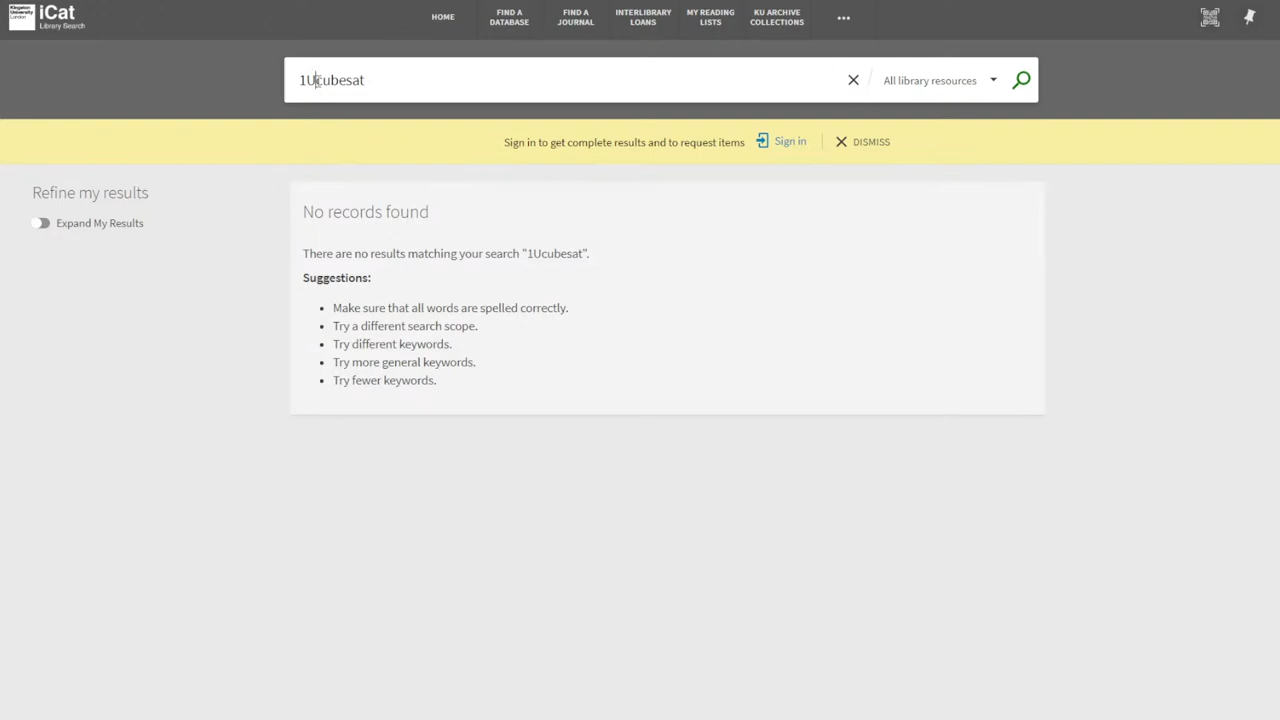 Kingston
University
London
iCat
Library Search
HOME
FIND A
DATABASE
FIND A
JOURNAL
INTERLIBRARY
LOANS
MY READING
LISTS
KU ARCHIVE
COLLECTIONS
1Ucubesat
All library resources
Sign in to get complete results and to request items
Sign in
DISMISS
Refine my results
Expand My Results
No records found
There are no results matching your search "1Ucubesat".
Suggestions:
• Make sure that all words are spelled correctly.
• Try a different search scope.
• Try different keywords.
• Try more general keywords.
• Try fewer keywords.